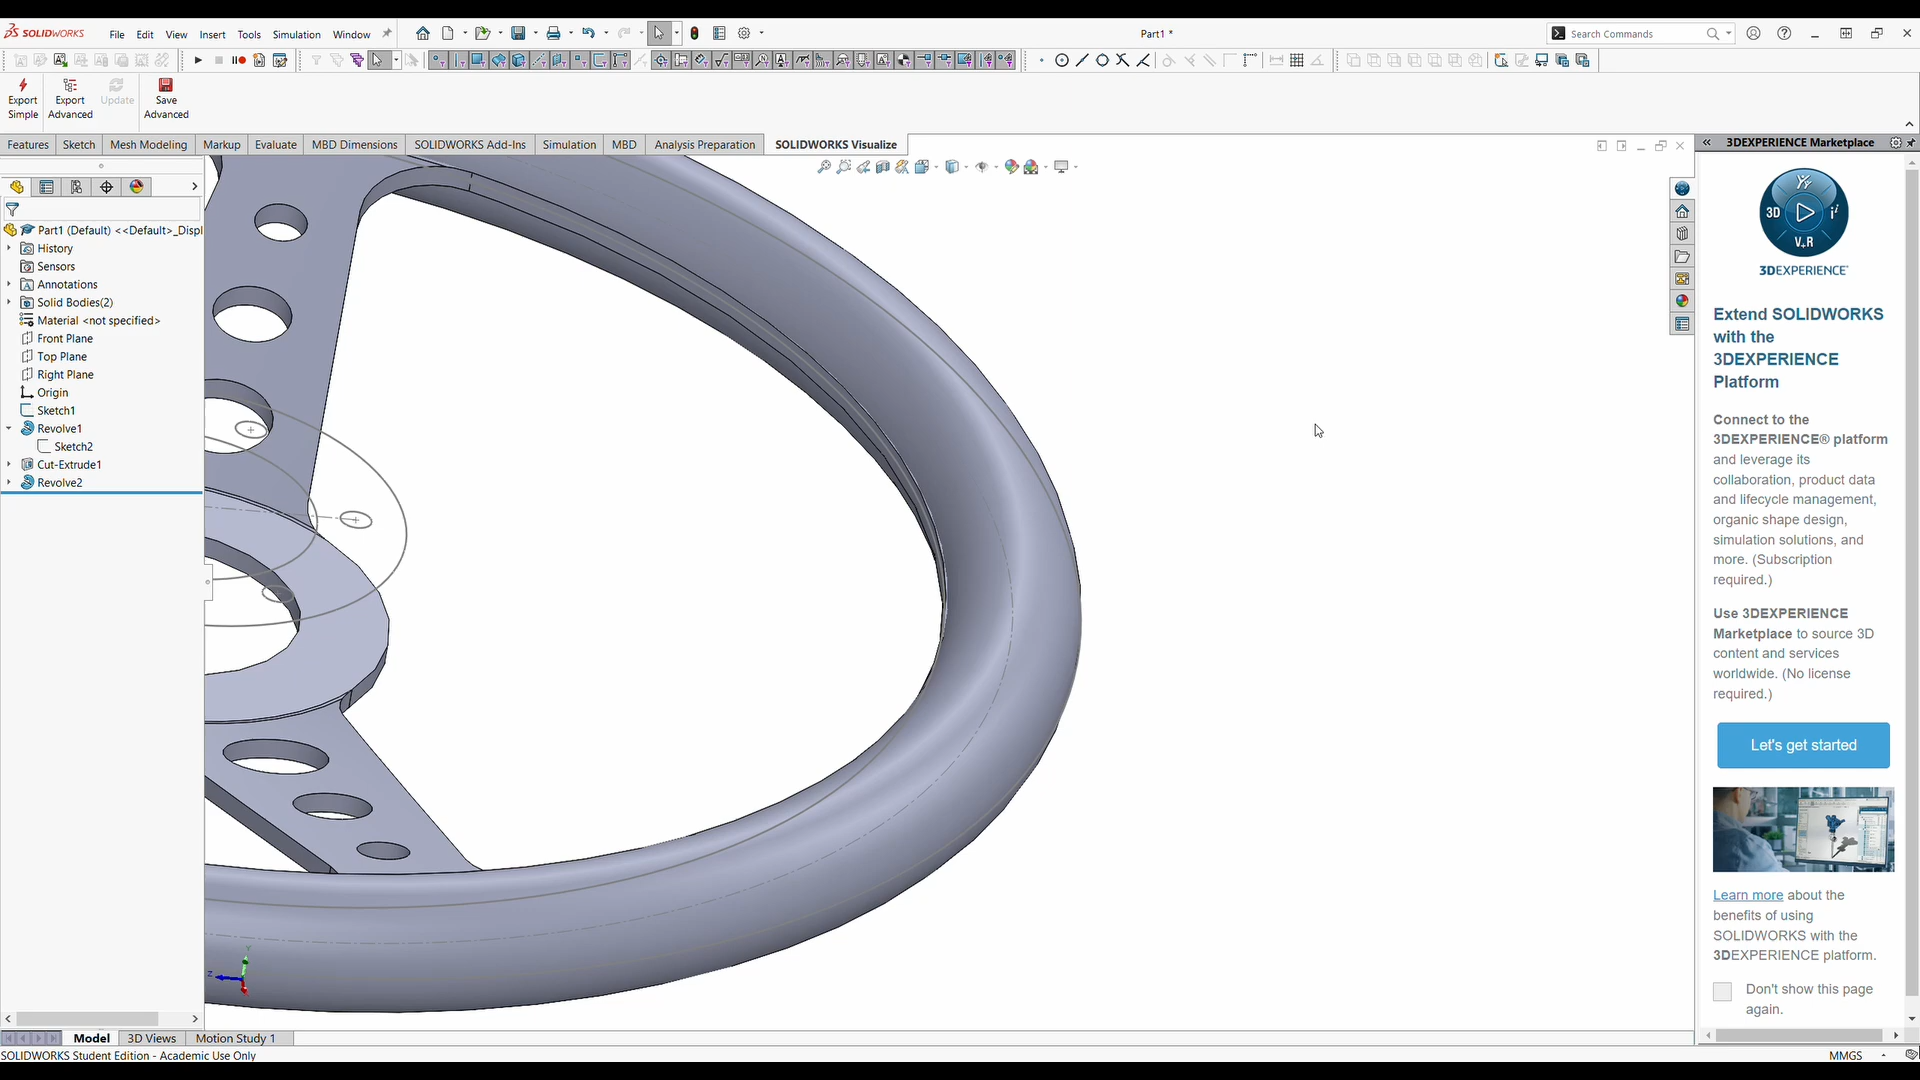 SOLIDWORKS
File Edit View Insert Tools Simulation Window
Part1 *
Search Commands
Export Simple
Export Advanced
Update
Save Advanced
Features Sketch Mesh Modeling Markup Evaluate MBD Dimensions SOLIDWORKS Add-Ins Simulation MBD Analysis Preparation SOLIDWORKS Visualize
Part1 (Default) <<Default>_Displ
History
Sensors
Annotations
Solid Bodies(2)
Material <not specified>
Front Plane
Top Plane
Right Plane
Origin
Sketch1
Revolve1
Sketch2
Cut-Extrude1
Revolve2
Y
Z
3DEXPERIENCE Marketplace
3D
V+R
3DEXPERIENCE
Extend SOLIDWORKS
with the
3DEXPERIENCE
Platform
Connect to the
3DEXPERIENCE® platform
and leverage its
collaboration, product data
and lifecycle management,
organic shape design,
simulation solutions, and
more. (Subscription
required.)
Use 3DEXPERIENCE
Marketplace to source 3D
content and services
worldwide. (No license
required.)
Let's get started
Learn more about the
benefits of using
SOLIDWORKS with the
3DEXPERIENCE platform.
Don't show this page
again.
Model 3D Views Motion Study 1
SOLIDWORKS Student Edition - Academic Use Only
MMGS